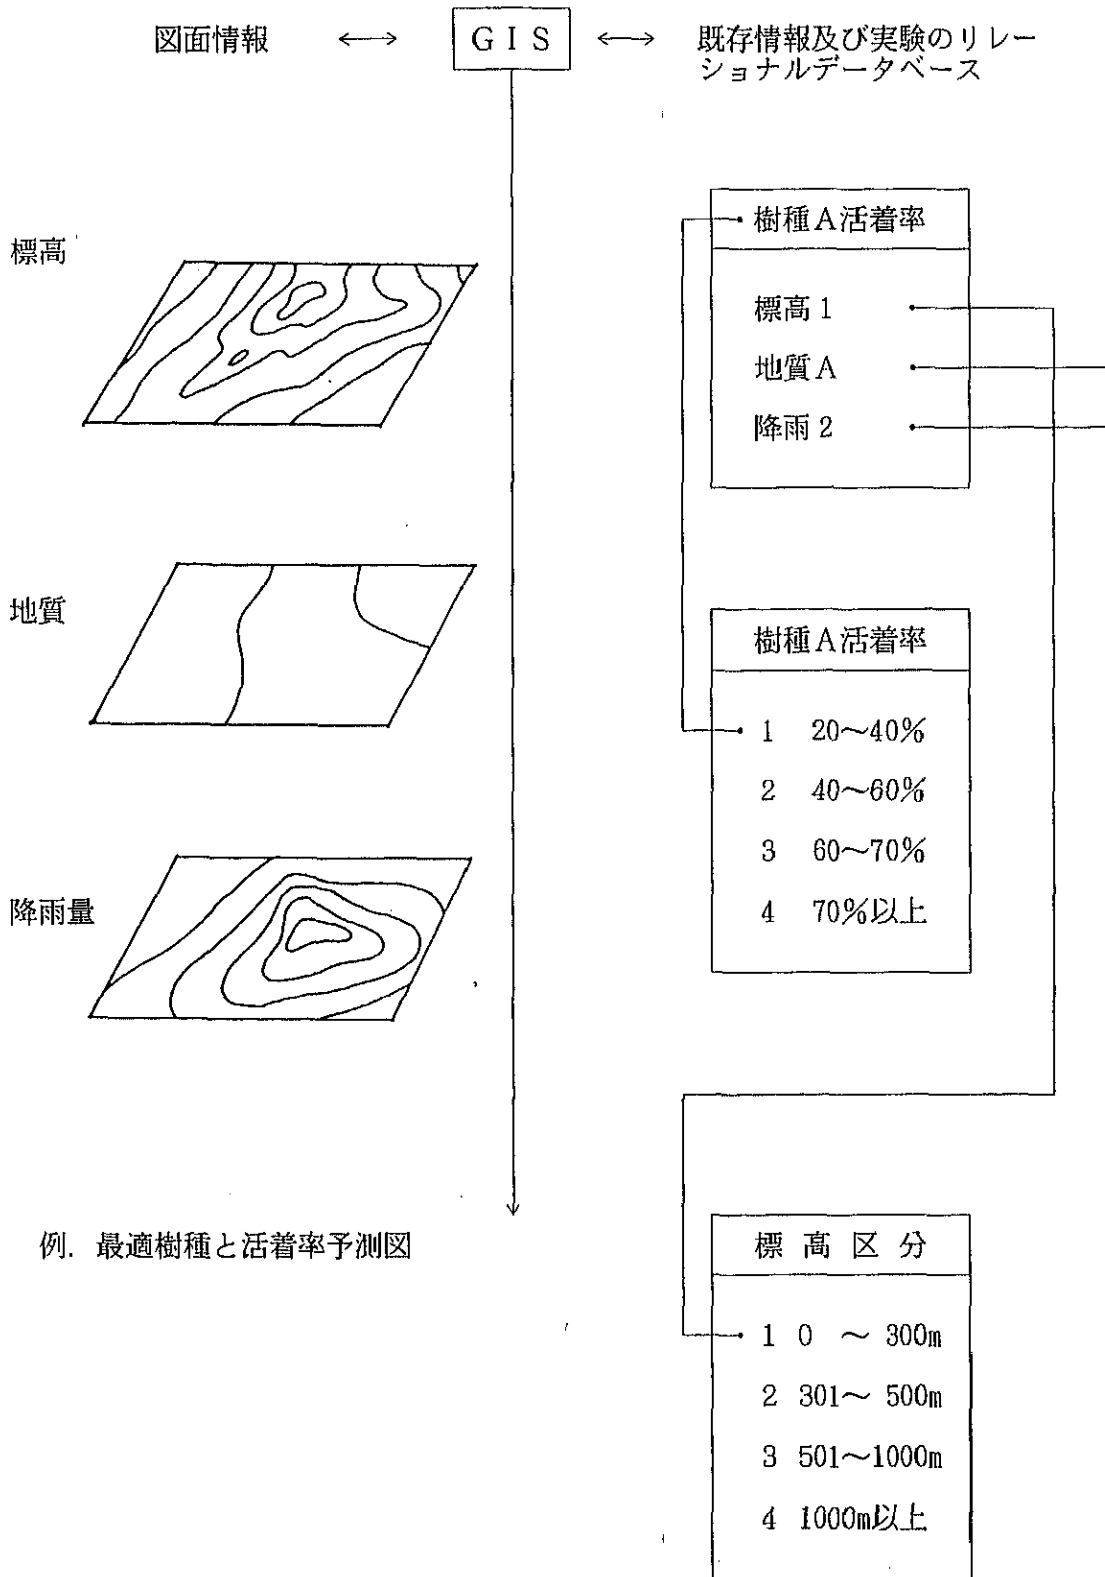 図面情報 ←→ GIS ←→ 既存情報及び実験のリレー
ショナルデータベース
標高
地質
降雨量
例. 最適樹種と活着率予測図
樹種A活着率
標高1
地質A
降雨2
樹種A活着率
1 20～40%
2 40～60%
3 60～70%
4 70%以上
標高区分
1 0 ～ 300m
2 301～ 500m
3 501～1000m
4 1000m以上